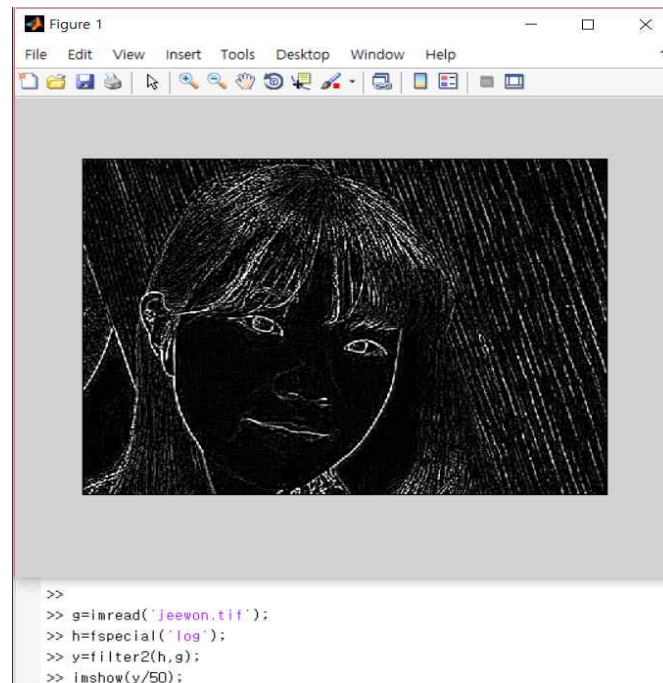 Figure 1
File Edit View Insert Tools Desktop Window Help
>>
>> g=imread('jeewon.tif');
>> h=fspecial('log');
>> y=filter2(h,g);
>> imshow(y/50);